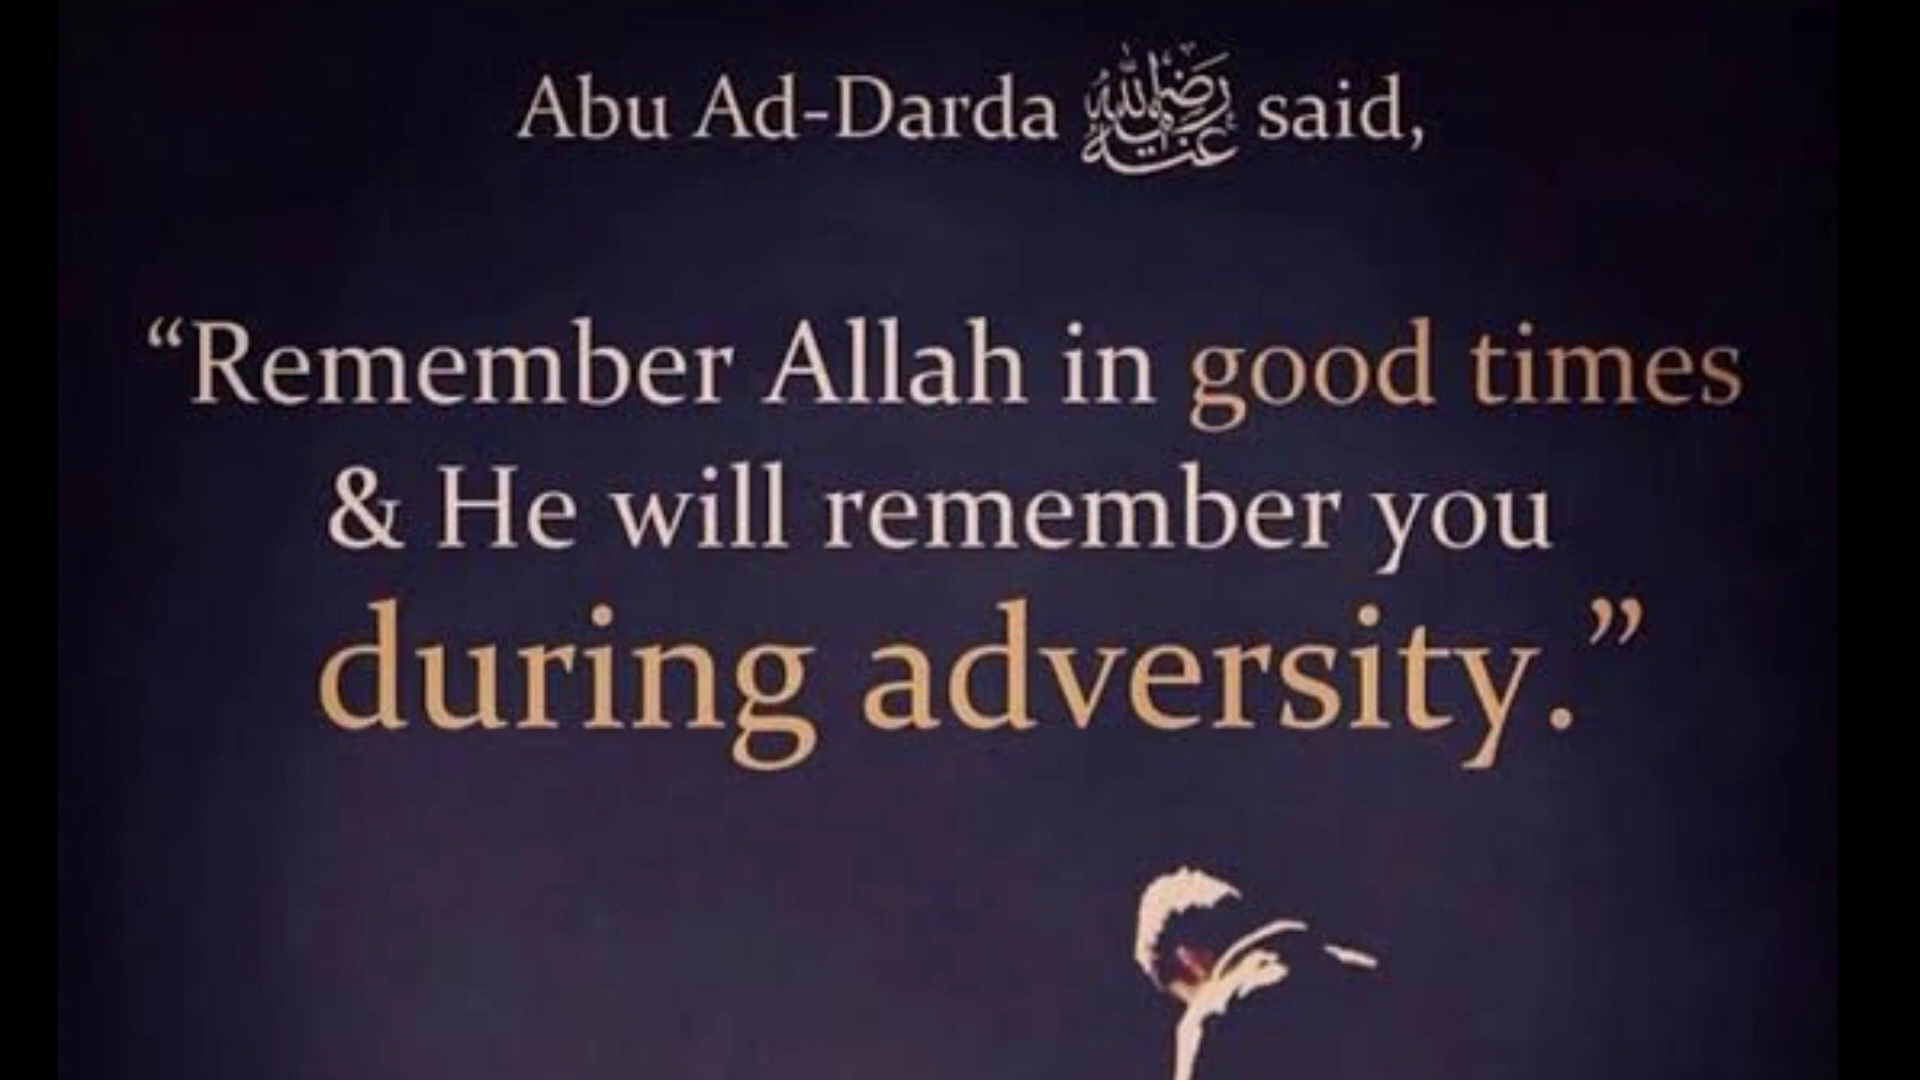 Abu Ad-Darda رضي الله عنه said,
“Remember Allah in good times
& He will remember you
during adversity.”